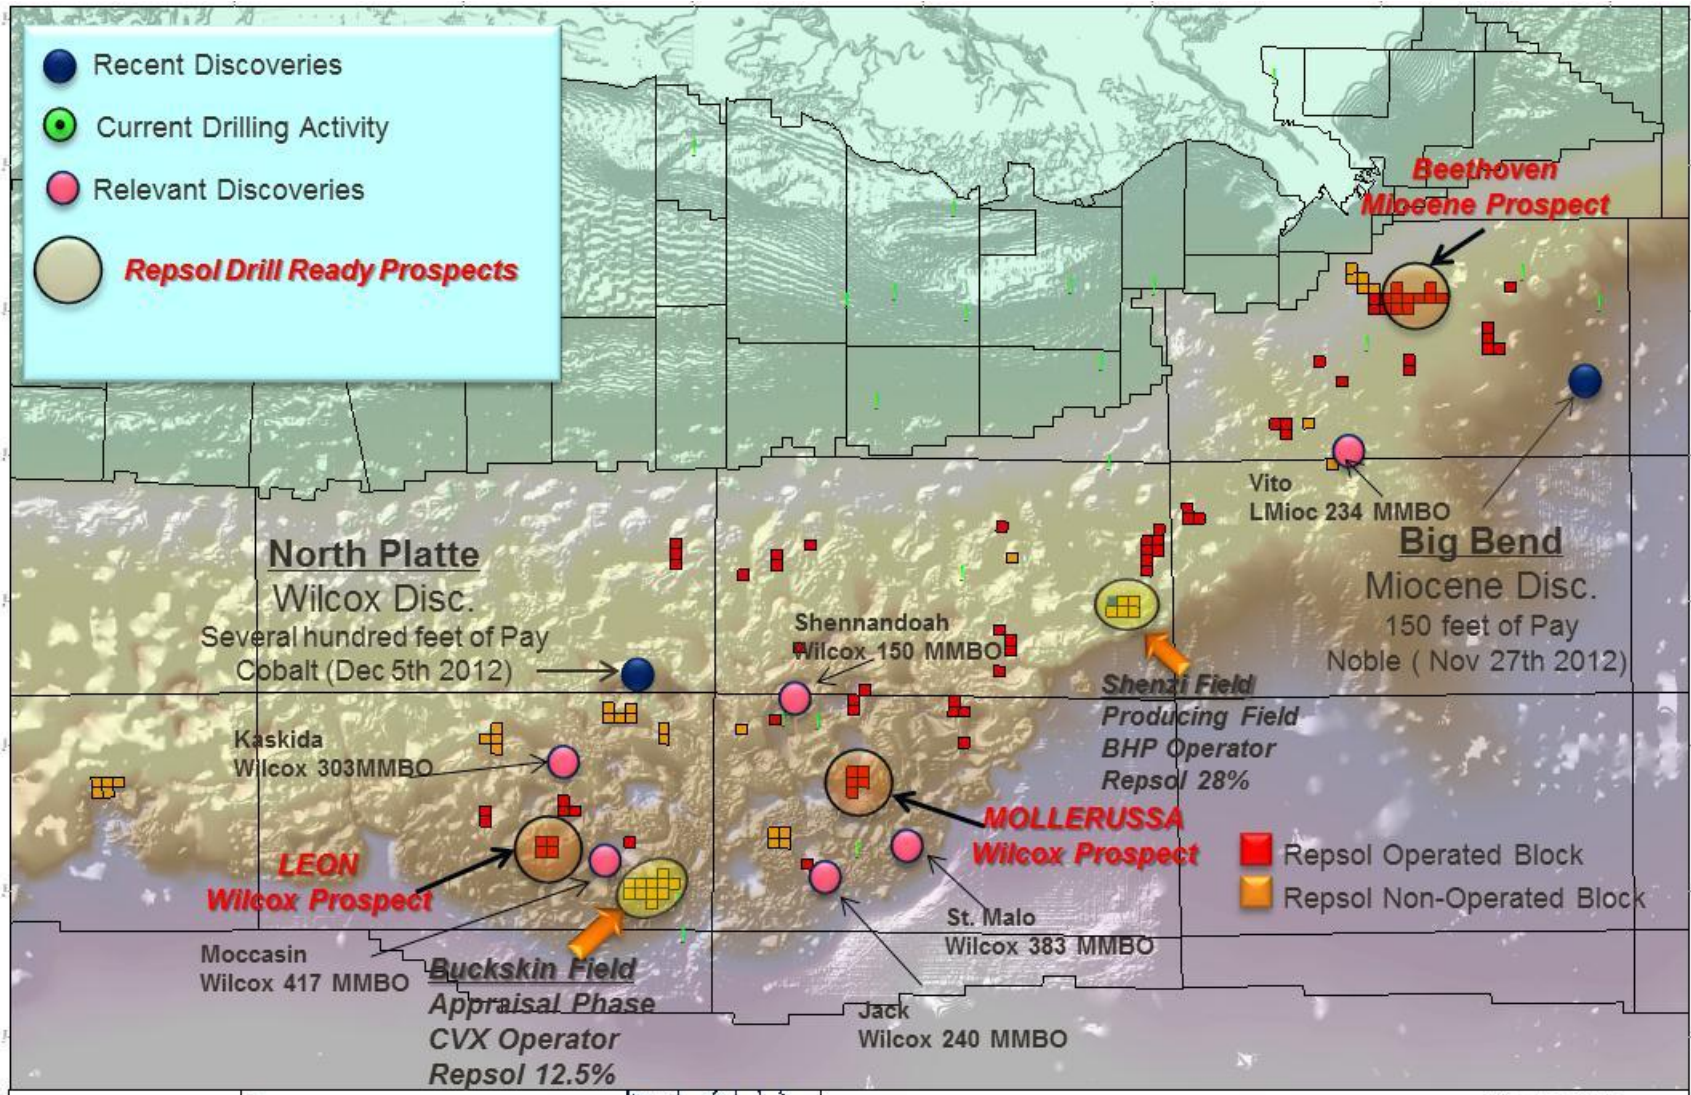 Recent Discoveries
Current Drilling Activity
Relevant Discoveries
Repsol Drill Ready Prospects
Beethoven
Miocene Prospect
Vito
LMioc 234 MMBO
Big Bend
Miocene Disc.
150 feet of Pay
Noble ( Nov 27th 2012)
North Platte
Wilcox Disc.
Several hundred feet of Pay
Cobalt (Dec 5th 2012)
Shennandoah
Wilcox 150 MMBO
Shenzi Field
Producing Field
BHP Operator
Repsol 28%
Kaskida
Wilcox 303MMBO
MOLLERUSSA
Wilcox Prospect
LEON
Wilcox Prospect
Repsol Operated Block
Repsol Non-Operated Block
St. Malo
Wilcox 383 MMBO
Moccasin
Wilcox 417 MMBO
Buckskin Field
Appraisal Phase
CVX Operator
Repsol 12.5%
Jack
Wilcox 240 MMBO